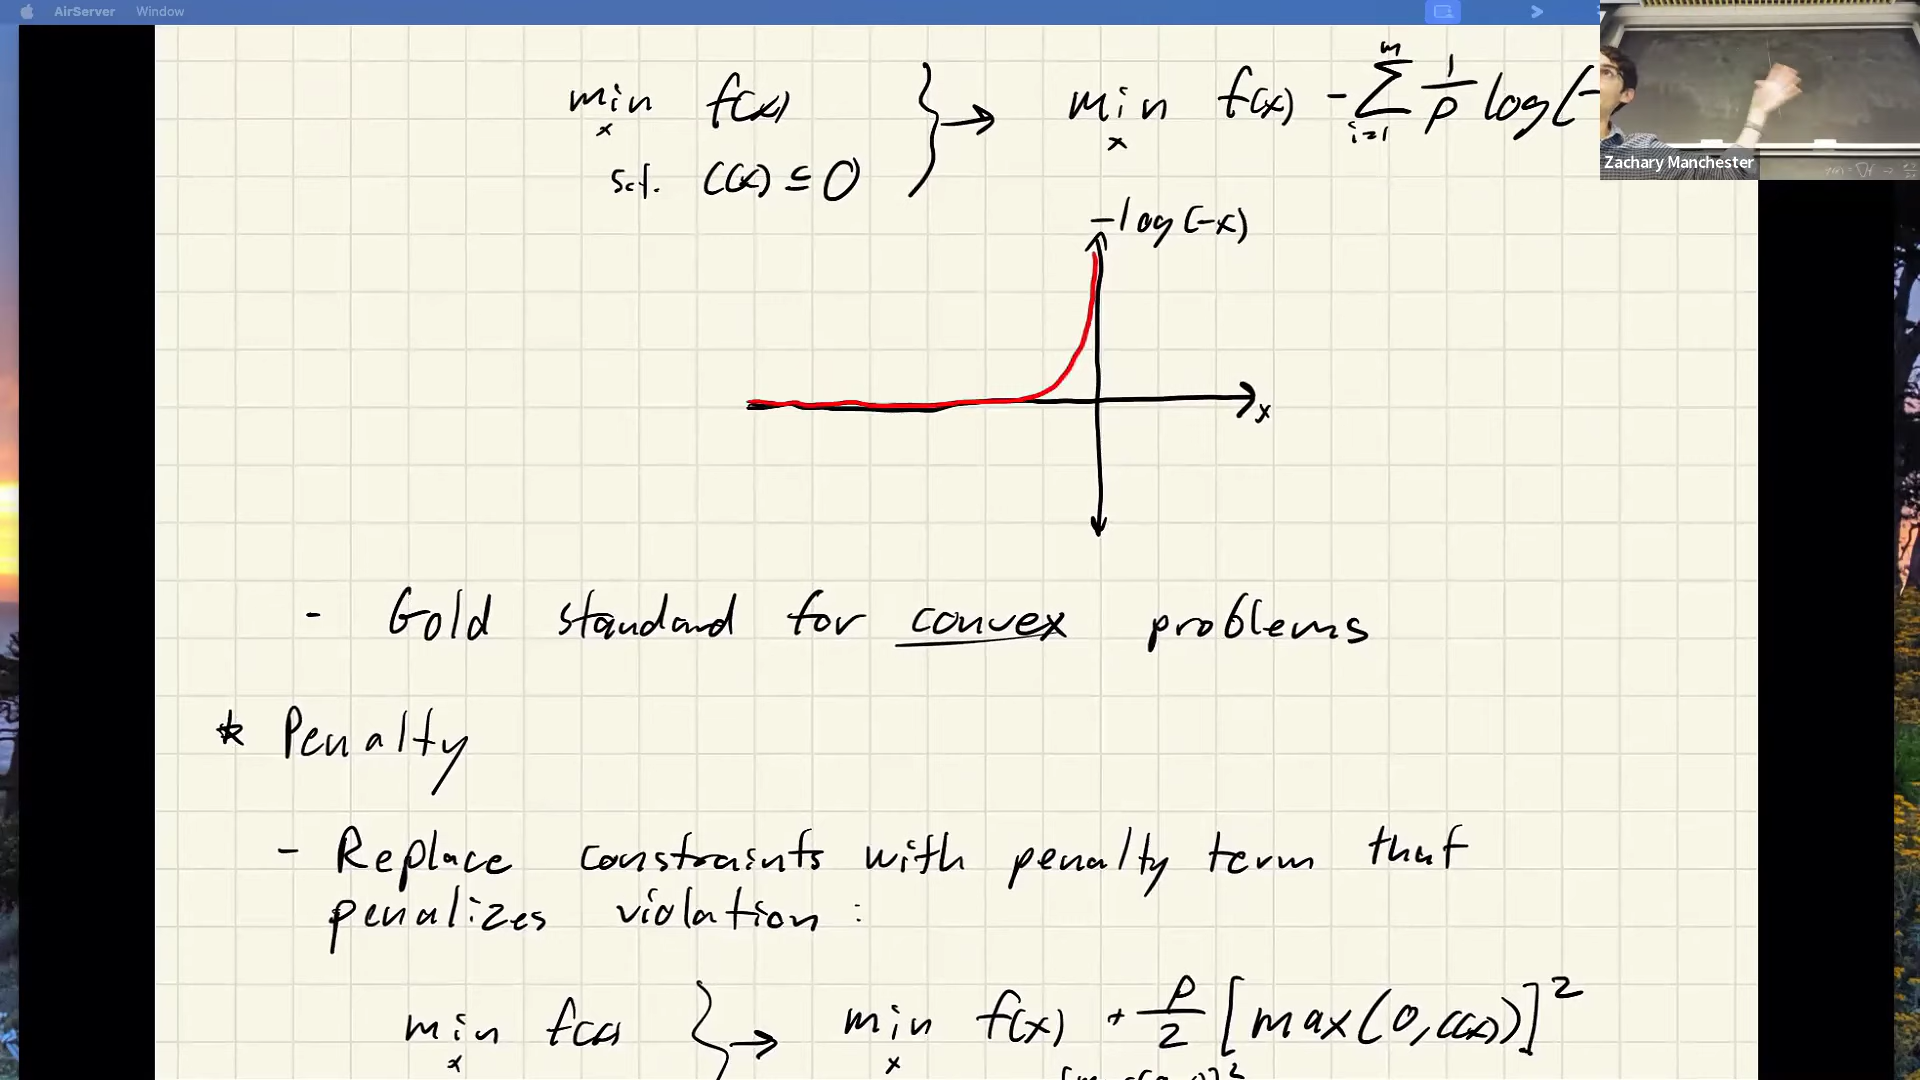 AirServer Window
min f(x) } → min f(x) - Σ 1/ρ log(-
x x i=1 m
s.t. c(x) ≤ 0
Zachary Manchester
-log(-x)
x
- Gold standard for convex problems
* Penalty
- Replace constraints with penalty term that
penalizes violation :
min f(x) } → min f(x) + ρ/2 [max(0, c(x))]²
x x